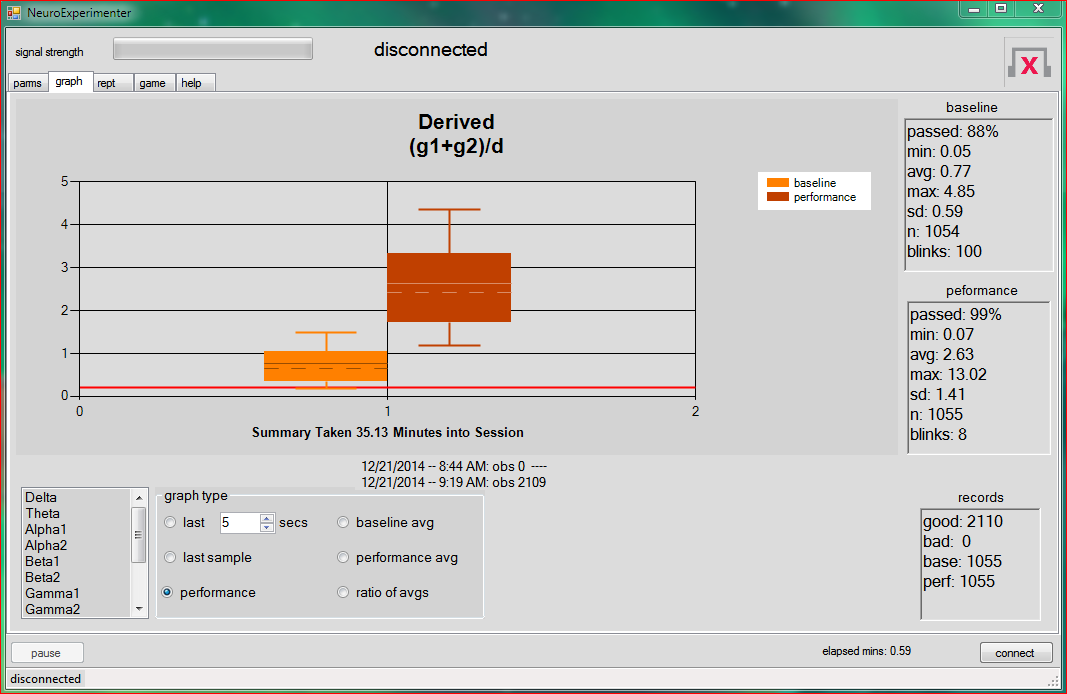 NeuroExperimenter
signal strength
disconnected
X
parms graph rept game help
Derived
(g1+g2)/d
5
4
3
2
1
0
0 1 2
Summary Taken 35.13 Minutes into Session
baseline
performance
baseline
passed: 88%
min: 0.05
avg: 0.77
max: 4.85
sd: 0.59
n: 1054
blinks: 100
peformance
passed: 99%
min: 0.07
avg: 2.63
max: 13.02
sd: 1.41
n: 1055
blinks: 8
12/21/2014 -- 8:44 AM: obs 0 ----
12/21/2014 -- 9:19 AM: obs 2109
Delta
Theta
Alpha1
Alpha2
Beta1
Beta2
Gamma1
Gamma2
graph type
last 5 secs
baseline avg
last sample
performance avg
performance
ratio of avgs
records
good: 2110
bad: 0
base: 1055
perf: 1055
pause
elapsed mins: 0.59
connect
disconnected